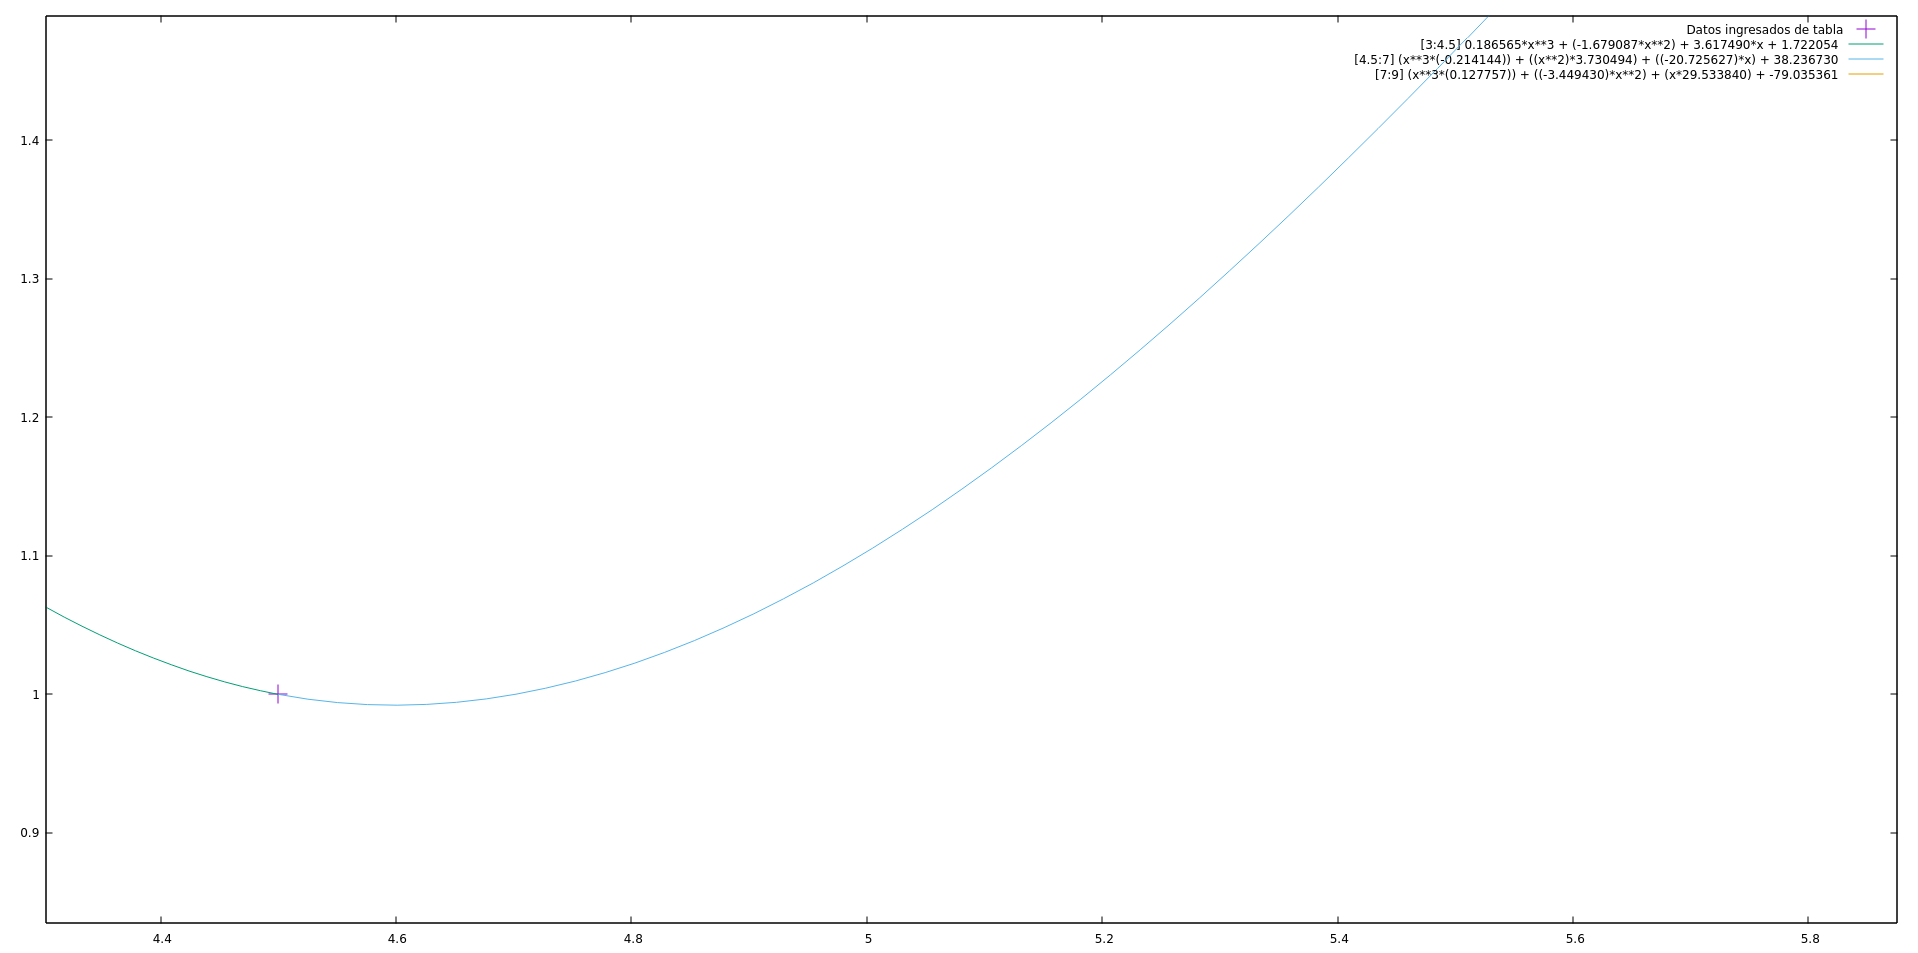 Datos ingresados de tabla
[3:4.5] 0.186565*x**3 + (-1.679087*x**2) + 3.617490*x + 1.722054
[4.5:7] (x**3*(-0.214144)) + ((x**2)*3.730494) + ((-20.725627)*x) + 38.236730
[7:9] (x**3*(0.127757)) + ((-3.449430)*x**2) + (x*29.533840) + -79.035361
1.4
1.3
1.2
1.1
1
0.9
4.4 4.6 4.8 5 5.2 5.4 5.6 5.8